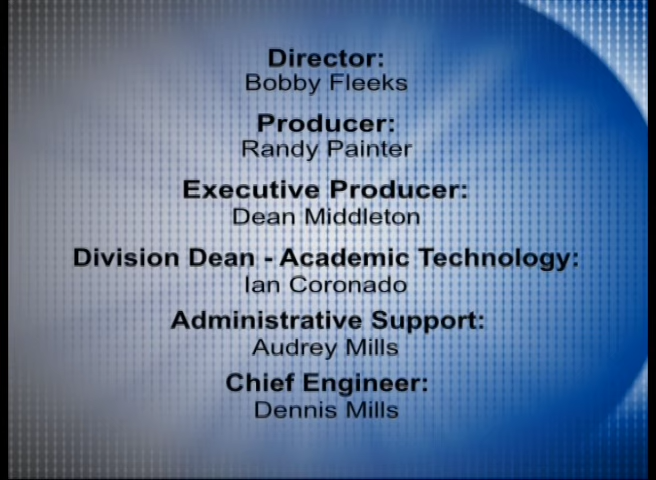 Director:
Bobby Fleeks
Producer:
Randy Painter
Executive Producer:
Dean Middleton
Division Dean - Academic Technology:
Ian Coronado
Administrative Support:
Audrey Mills
Chief Engineer:
Dennis Mills